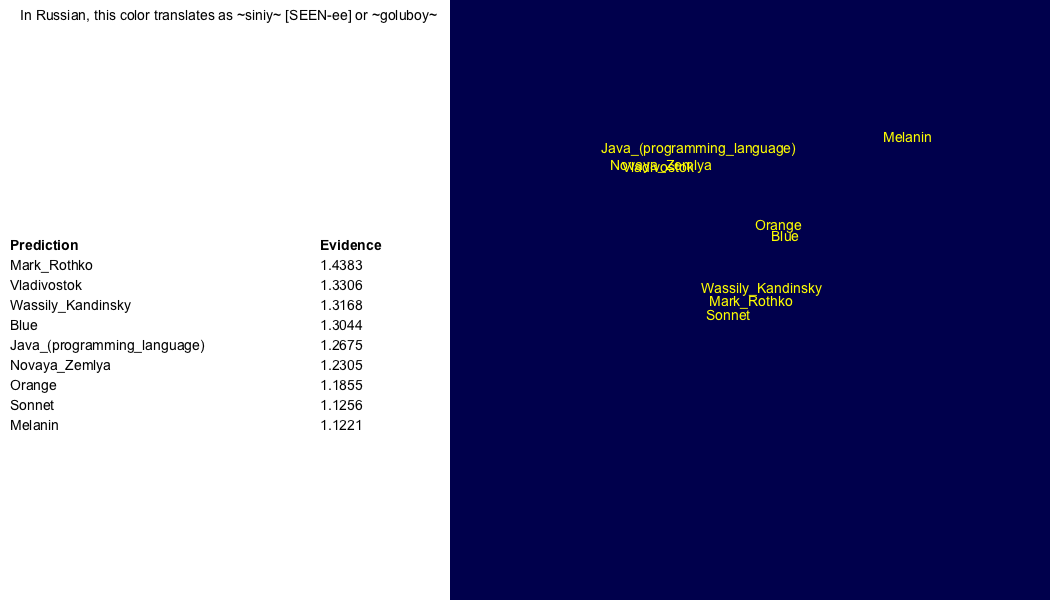 In Russian, this color translates as ~siniy~ [SEEN-ee] or ~goluboy~
Prediction Evidence
Mark_Rothko 1.4383
Vladivostok 1.3306
Wassily_Kandinsky 1.3168
Blue 1.3044
Java_(programming_language) 1.2675
Novaya_Zemlya 1.2305
Orange 1.1855
Sonnet 1.1256
Melanin 1.1221
Melanin
Java_(programming_language)
Novaya_Zemlya
Vladivostok
Orange
Blue
Wassily_Kandinsky
Mark_Rothko
Sonnet